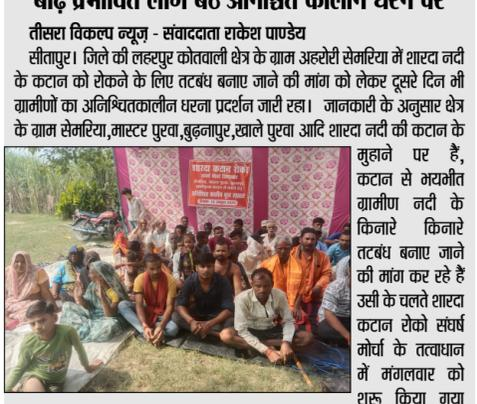 बाढ़ प्रभावित लोग बैठे अनिश्चित कालीन धरने पर
तीसरा विकल्प न्यूज़ - संवाददाता राकेश पाण्डेय
सीतापुर। जिले की लहरपुर कोतवाली क्षेत्र के ग्राम अहरोरी सेमरिया में शारदा नदी
के कटान को रोकने के लिए तटबंध बनाए जाने की मांग को लेकर दूसरे दिन भी
ग्रामीणों का अनिश्चितकालीन धरना प्रदर्शन जारी रहा। जानकारी के अनुसार क्षेत्र
के ग्राम सेमरिया,मास्टर पुरवा,बुढ़नापुर,खाले पुरवा आदि शारदा नदी की कटान के
मुहाने पर हैं,
कटान से भयभीत
ग्रामीण नदी के
किनारे किनारे
तटबंध बनाए जाने
की मांग कर रहे हैं
उसी के चलते शारदा
कटान रोको संघर्ष
मोर्चा के तत्वाधान
में मंगलवार को
शुरू किया गया
शारदा कटान रोको